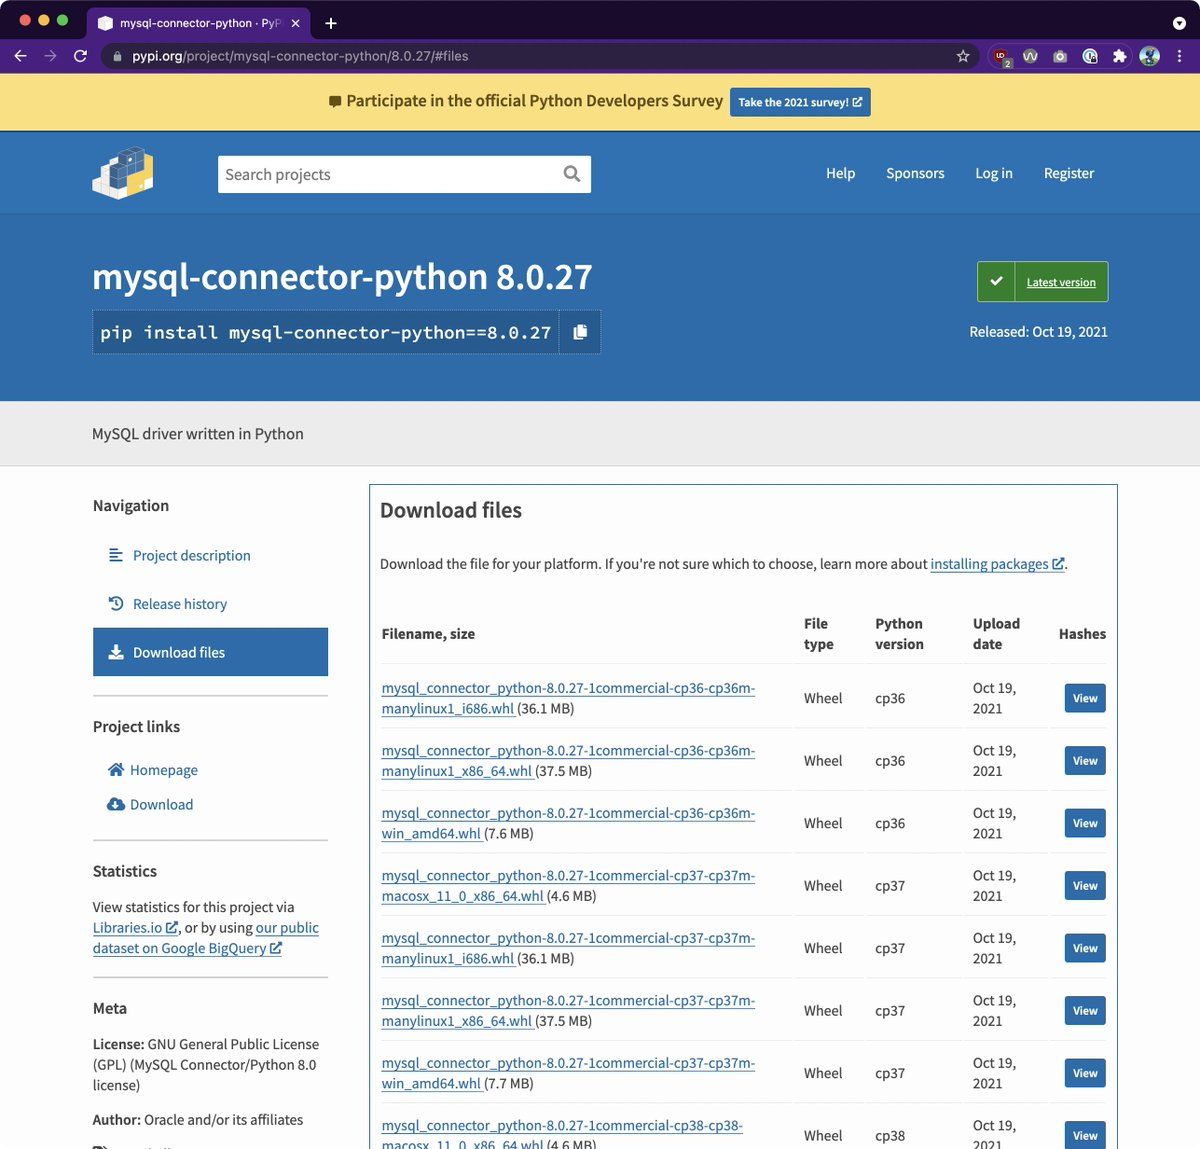 mysql-connector-python · PyP
pypi.org/project/mysql-connector-python/8.0.27/#files
2
Participate in the official Python Developers Survey
Take the 2021 survey!
Search projects
Help
Sponsors
Log in
Register
mysql-connector-python 8.0.27
Latest version
pip install mysql-connector-python==8.0.27
Released: Oct 19, 2021
MySQL driver written in Python
Navigation
Project description
Release history
Download files
Project links
Homepage
Download
Statistics
View statistics for this project via
Libraries.io, or by using our public
dataset on Google BigQuery
Meta
License: GNU General Public License
(GPL) (MySQL Connector/Python 8.0
license)
Author: Oracle and/or its affiliates
Download files
Download the file for your platform. If you're not sure which to choose, learn more about installing packages.
Filename, size
File
type
Python
version
Upload
date
Hashes
mysql_connector_python-8.0.27-1commercial-cp36-cp36m-
manylinux1_i686.whl (36.1 MB)
Wheel
cp36
Oct 19,
2021
View
mysql_connector_python-8.0.27-1commercial-cp36-cp36m-
manylinux1_x86_64.whl (37.5 MB)
Wheel
cp36
Oct 19,
2021
View
mysql_connector_python-8.0.27-1commercial-cp36-cp36m-
win_amd64.whl (7.6 MB)
Wheel
cp36
Oct 19,
2021
View
mysql_connector_python-8.0.27-1commercial-cp37-cp37m-
macosx_11_0_x86_64.whl (4.6 MB)
Wheel
cp37
Oct 19,
2021
View
mysql_connector_python-8.0.27-1commercial-cp37-cp37m-
manylinux1_i686.whl (36.1 MB)
Wheel
cp37
Oct 19,
2021
View
mysql_connector_python-8.0.27-1commercial-cp37-cp37m-
manylinux1_x86_64.whl (37.5 MB)
Wheel
cp37
Oct 19,
2021
View
mysql_connector_python-8.0.27-1commercial-cp37-cp37m-
win_amd64.whl (7.7 MB)
Wheel
cp37
Oct 19,
2021
View
mysql_connector_python-8.0.27-1commercial-cp38-cp38-
macosx_11_0_x86_64.whl (4.6 MB)
Wheel
cp38
Oct 19,
2021
View